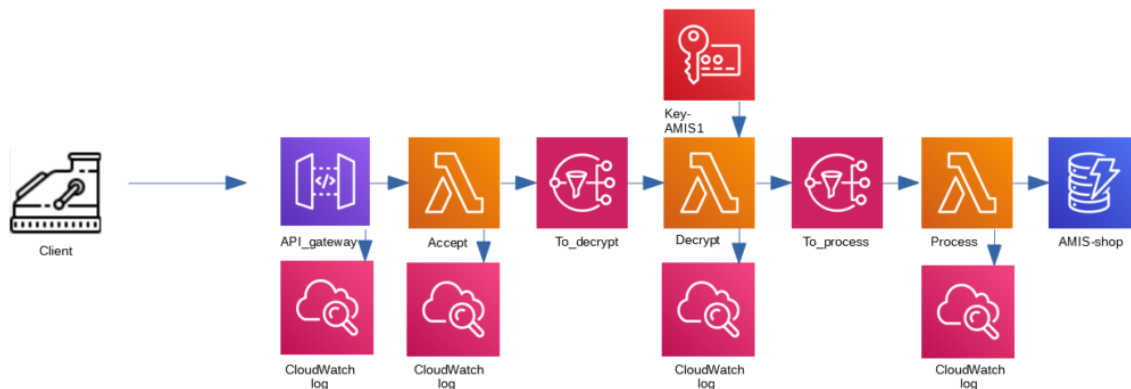 Key-
AMIS1
Client
API_gateway
Accept
To_decrypt
Decrypt
To_process
Process
AMIS-shop
CloudWatch
log
CloudWatch
log
CloudWatch
log
CloudWatch
log